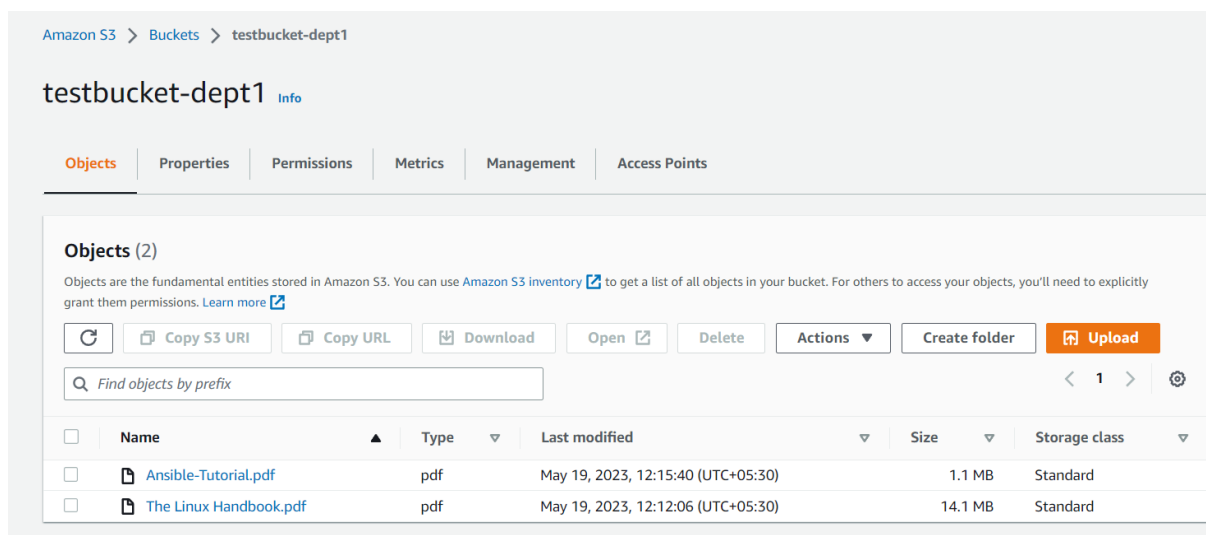 Amazon S3 > Buckets > testbucket-dept1
testbucket-dept1 Info
Objects Properties Permissions Metrics Management Access Points
Objects (2)
Objects are the fundamental entities stored in Amazon S3. You can use Amazon S3 inventory to get a list of all objects in your bucket. For others to access your objects, you'll need to explicitly
grant them permissions. Learn more
Copy S3 URI Copy URL Download Open Delete Actions Create folder Upload
Find objects by prefix
< 1 >
Name Type Last modified Size Storage class
Ansible-Tutorial.pdf pdf May 19, 2023, 12:15:40 (UTC+05:30) 1.1 MB Standard
The Linux Handbook.pdf pdf May 19, 2023, 12:12:06 (UTC+05:30) 14.1 MB Standard